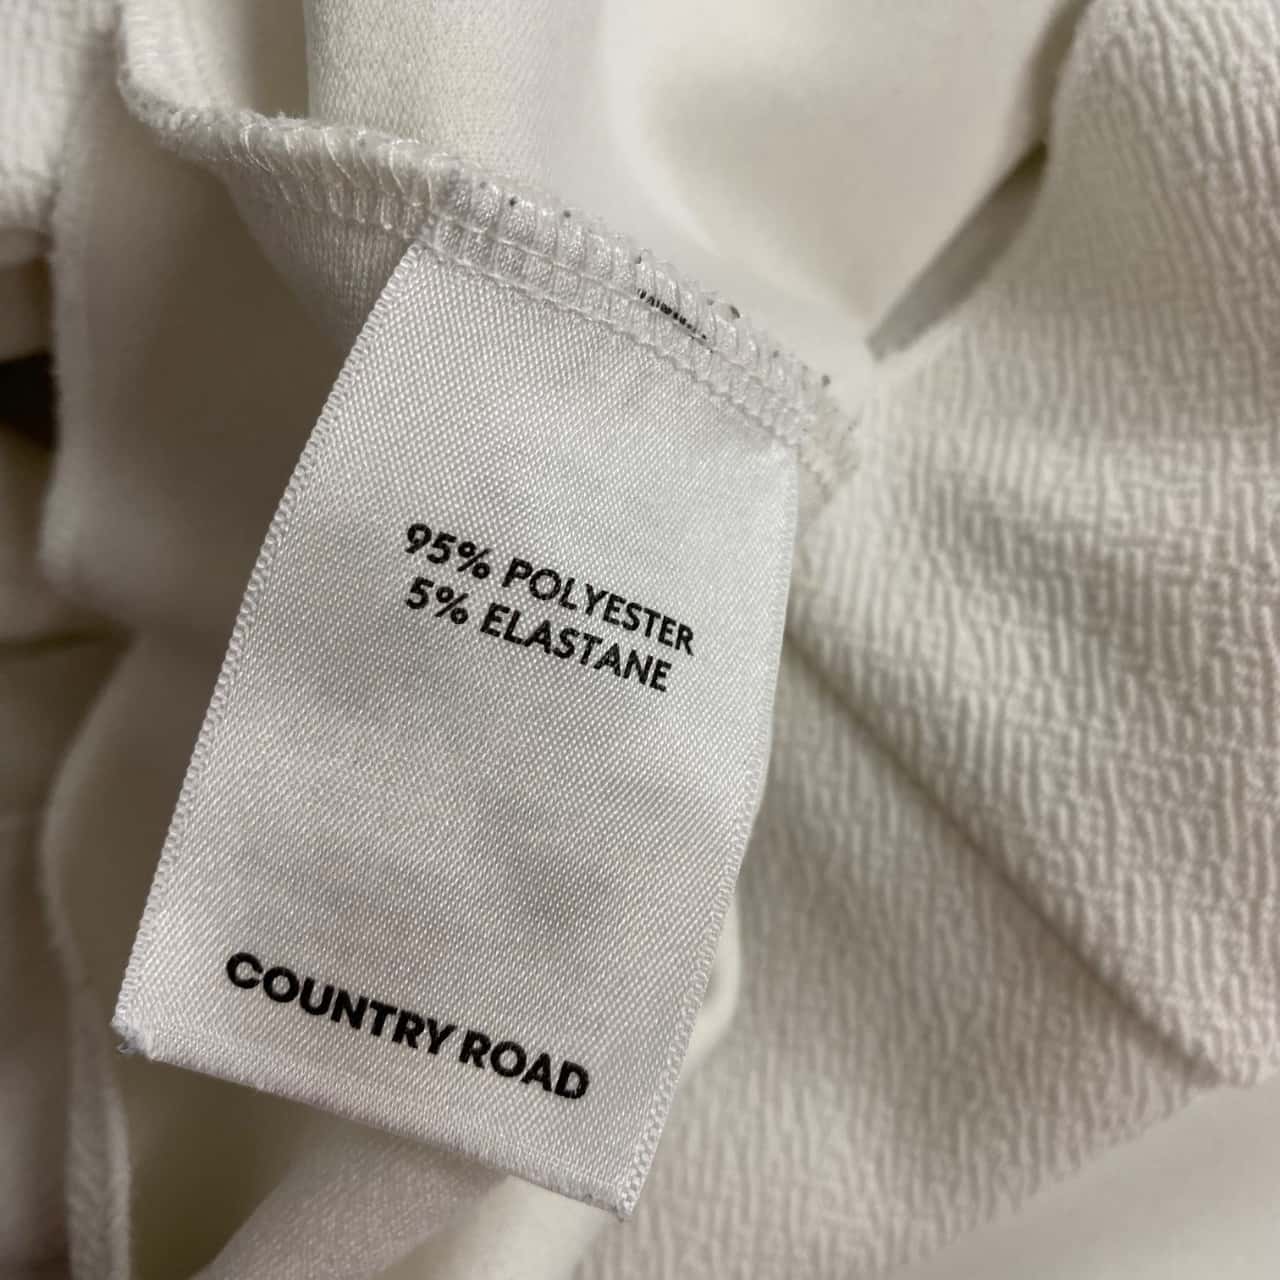 95% POLYESTER
5% ELASTANE
COUNTRY ROAD